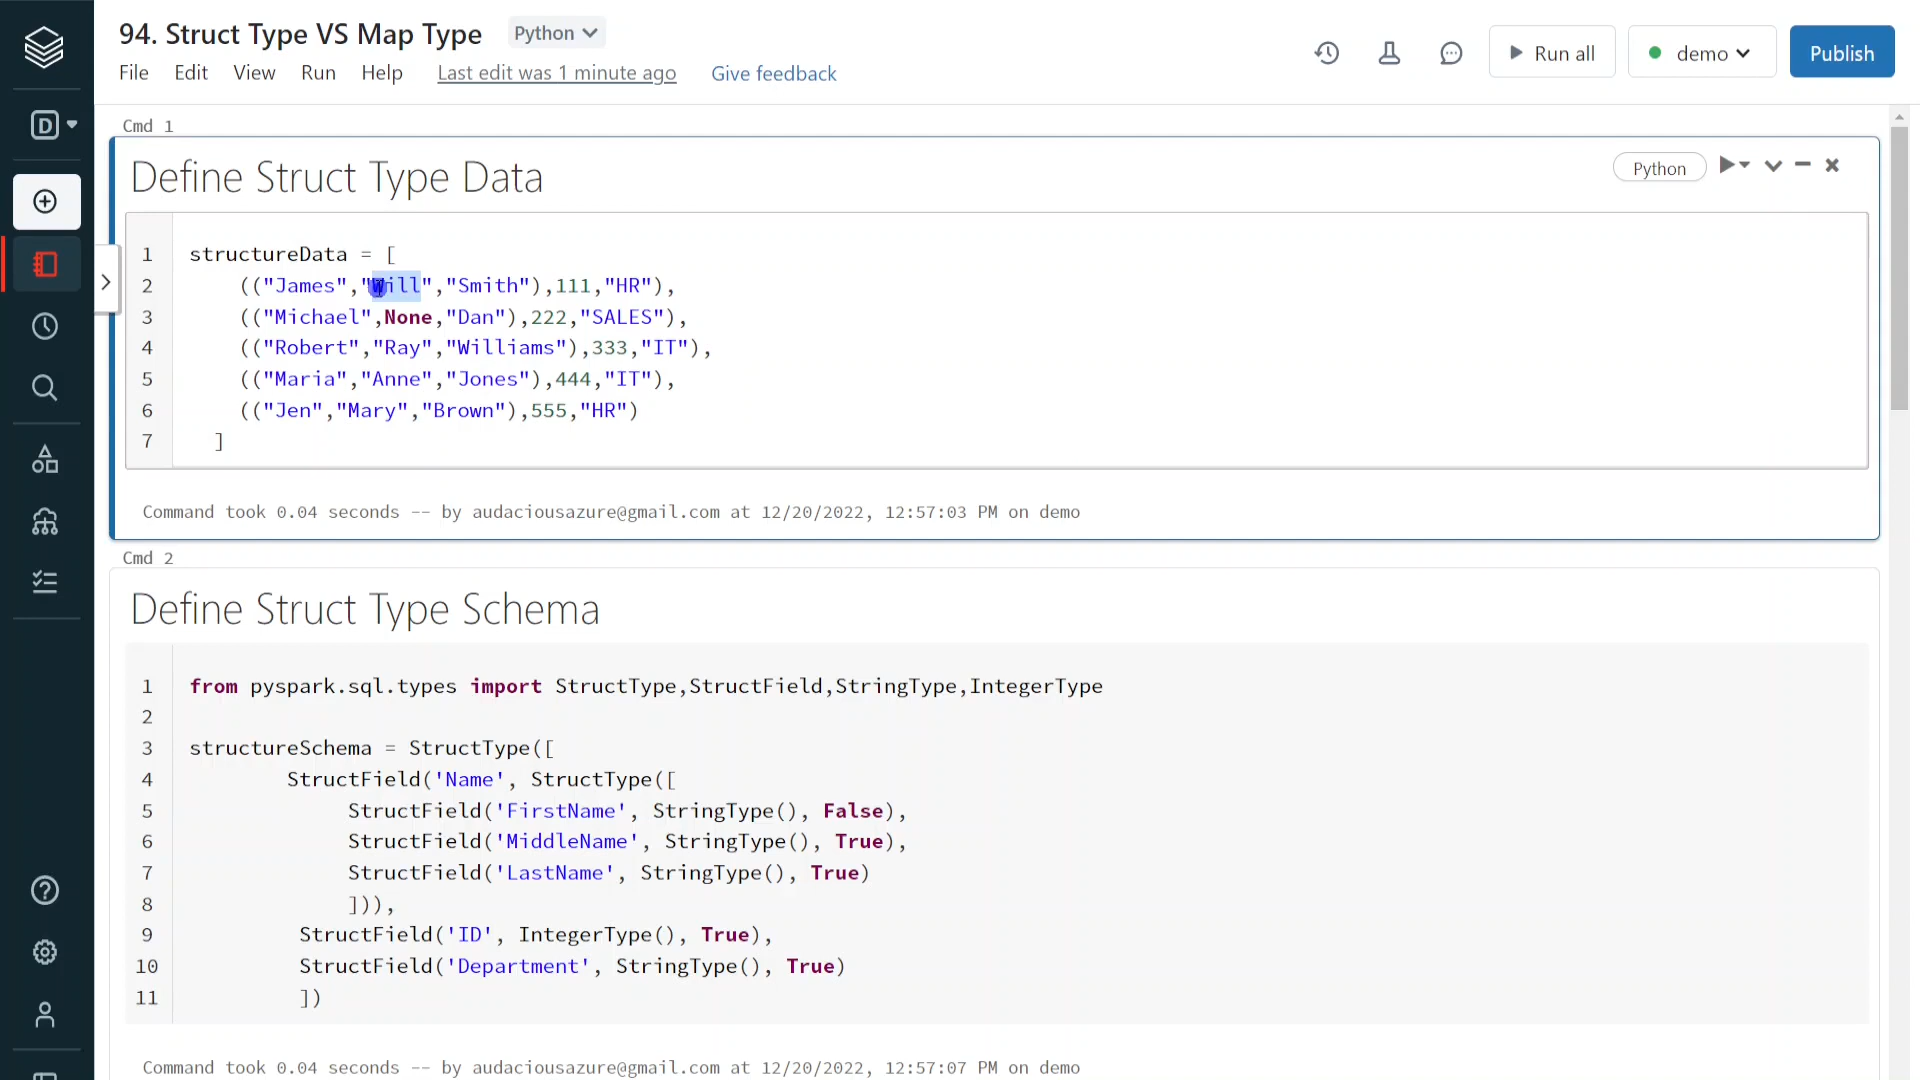 94. Struct Type VS Map Type
Python
File Edit View Run Help Last edit was 1 minute ago Give feedback
Run all
demo
Publish
D
Cmd 1
Define Struct Type Data
Python
1 structureData = [
2 (("James","Will","Smith"),111,"HR"),
3 (("Michael",None,"Dan"),222,"SALES"),
4 (("Robert","Ray","Williams"),333,"IT"),
5 (("Maria","Anne","Jones"),444,"IT"),
6 (("Jen","Mary","Brown"),555,"HR")
7 ]
Command took 0.04 seconds -- by audaciousazure@gmail.com at 12/20/2022, 12:57:03 PM on demo
Cmd 2
Define Struct Type Schema
1 from pyspark.sql.types import StructType,StructField,StringType,IntegerType
2
3 structureSchema = StructType([
4 StructField('Name', StructType([
5 StructField('FirstName', StringType(), False),
6 StructField('MiddleName', StringType(), True),
7 StructField('LastName', StringType(), True)
8 ])),
9 StructField('ID', IntegerType(), True),
10 StructField('Department', StringType(), True)
11 ])
Command took 0.04 seconds -- by audaciousazure@gmail.com at 12/20/2022, 12:57:07 PM on demo